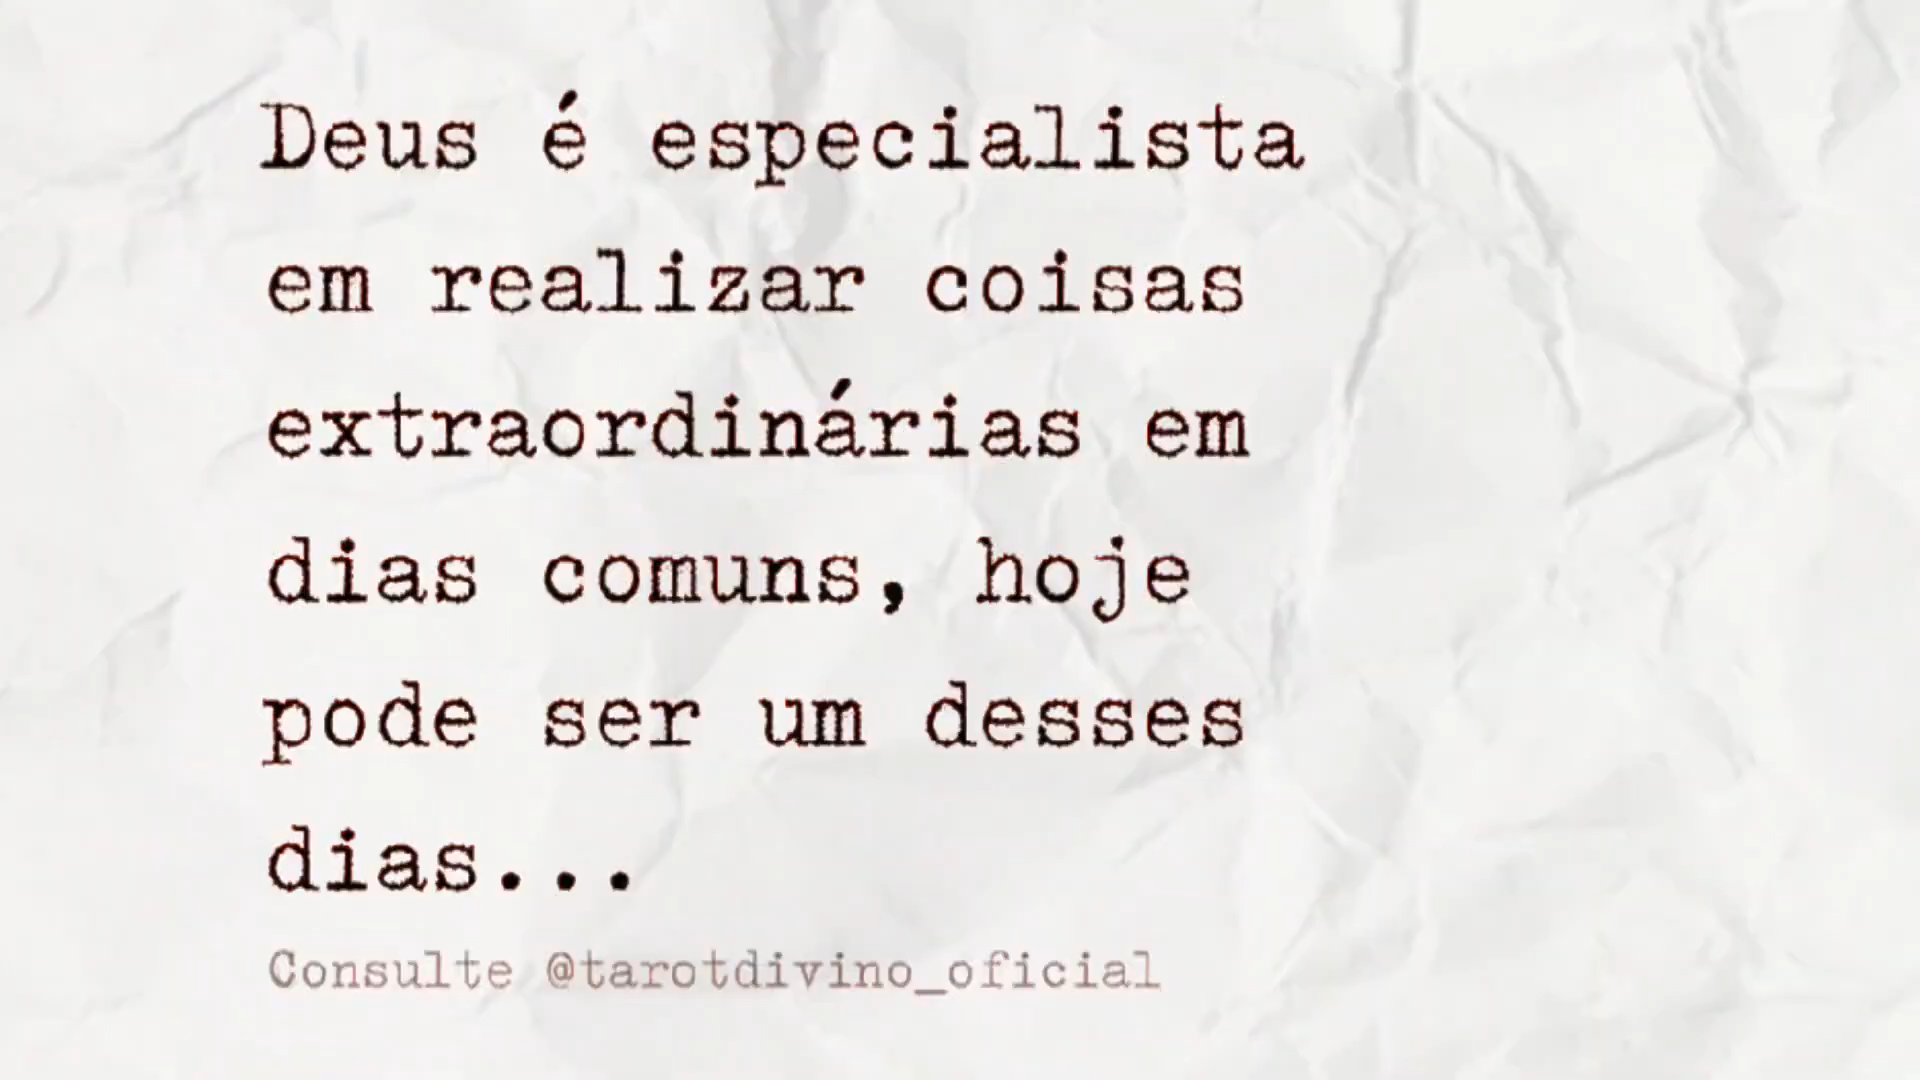 Deus é especialista
em realizar coisas
extraordinárias em
dias comuns, hoje
pode ser um desses
dias...
Consulte @tarotdivino_oficial